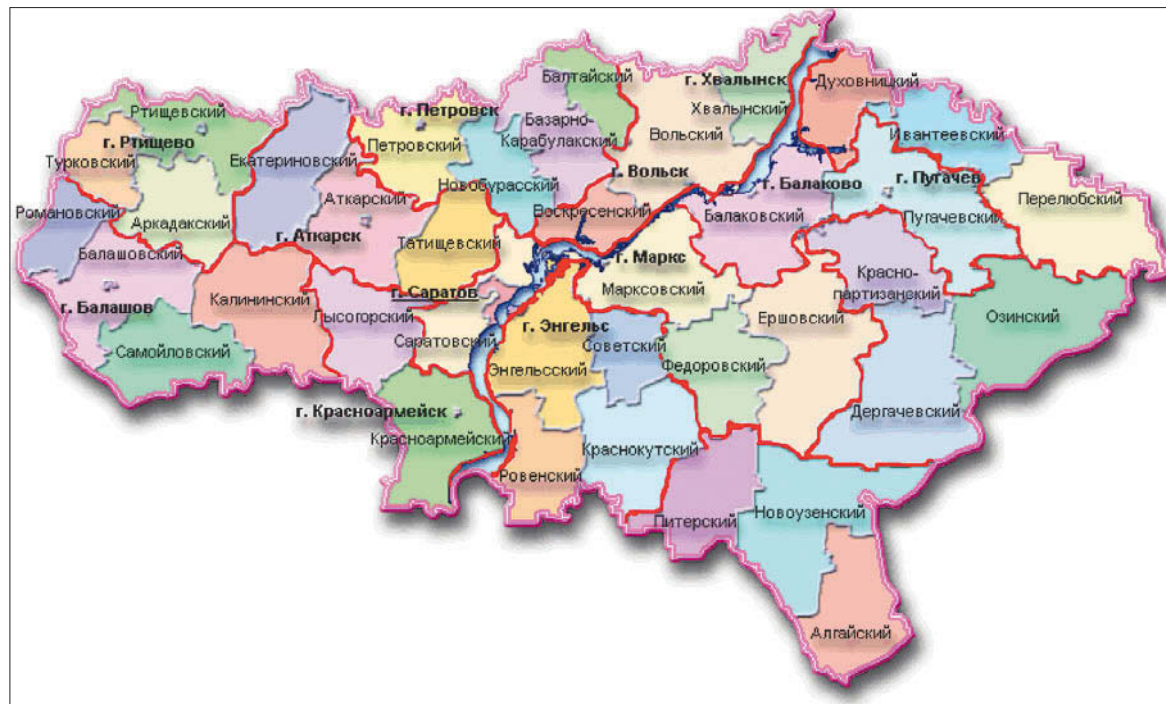 Балтайский
г. Хвалынск
Духовницкий
Ртищевский
г. Петровск
Базарно-
Карабулакский
Хвалынский
Вольский
Ивантеевский
г. Ртищево
Турковский
Екатериновский
Петровский
г. Вольск
г. Балаково
г. Пугачев
Новобурасский
Аткарский
Перелюбский
Романовский
Аркадакский
Воскресенский
Балаковский
Пугачевский
г. Аткарск
Татищевский
Балашовский
г. Маркс
Красно-
партизанский
г. Балашов
Калининский
г. Саратов
Марксовский
Лысогорский
Озинский
г. Энгельс
Ершовский
Саратовский
Советский
Самойловский
Энгельсский
Федоровский
г. Красноармейск
Дергачевский
Красноармейский
Краснокутский
Ровенский
Питерский
Новоузенский
Алгайский